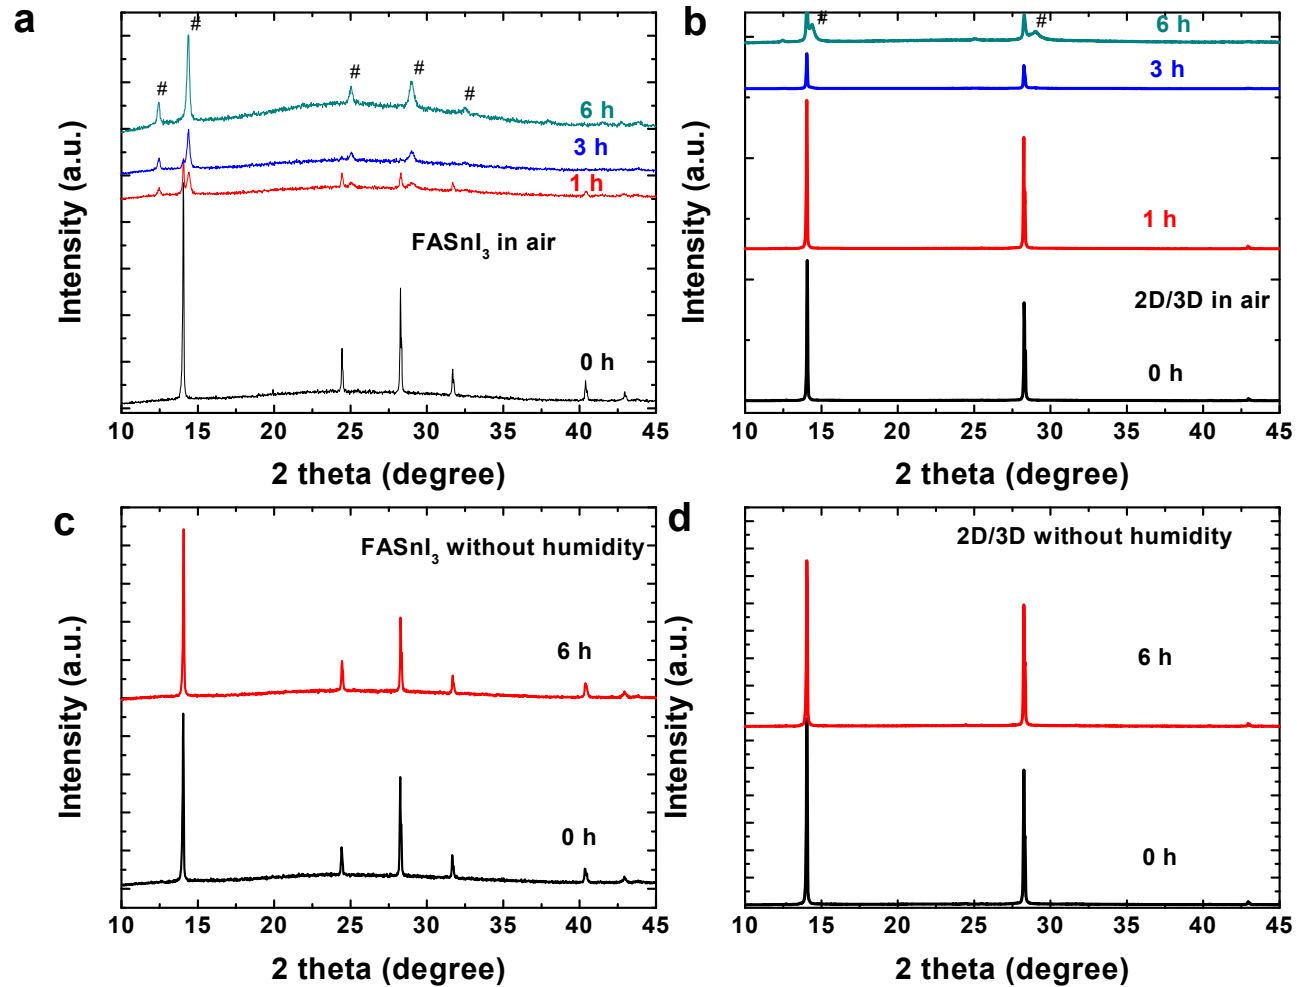 a
#
#
#
#
#
6 h
3 h
1 h
FASnI3 in air
0 h
Intensity (a.u.)
10 15 20 25 30 35 40 45
2 theta (degree)
b
#
#
6 h
3 h
1 h
2D/3D in air
0 h
Intensity (a.u.)
10 15 20 25 30 35 40 45
2 theta (degree)
c
FASnI3 without humidity
6 h
0 h
Intensity (a.u.)
10 15 20 25 30 35 40 45
2 theta (degree)
d
2D/3D without humidity
6 h
0 h
Intensity (a.u.)
10 15 20 25 30 35 40 45
2 theta (degree)